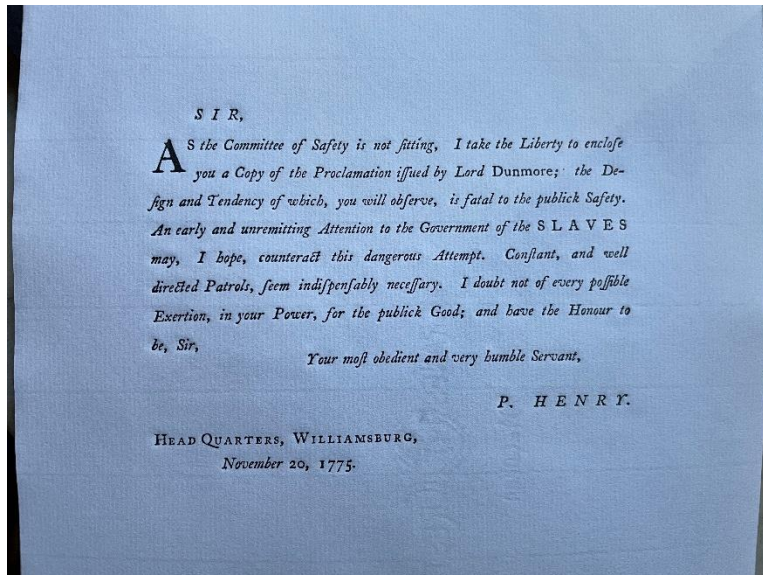 SIR,
AS the Committee of Safety is not ſitting, I take the Liberty to encloſe
you a Copy of the Proclamation iſſued by Lord Dunmore; the De-
ſign and Tendency of which, you will obſerve, is fatal to the publick Safety.
An early and unremitting Attention to the Government of the SLAVES
may, I hope, counteract this dangerous Attempt. Conſtant, and well
directed Patrols, ſeem indiſpenſably neceſſary. I doubt not of every poſſible
Exertion, in your Power, for the publick Good; and have the Honour to
be, Sir,
Your moſt obedient and very humble Servant,
P. HENRY.
HEAD QUARTERS, WILLIAMSBURG,
November 20, 1775.